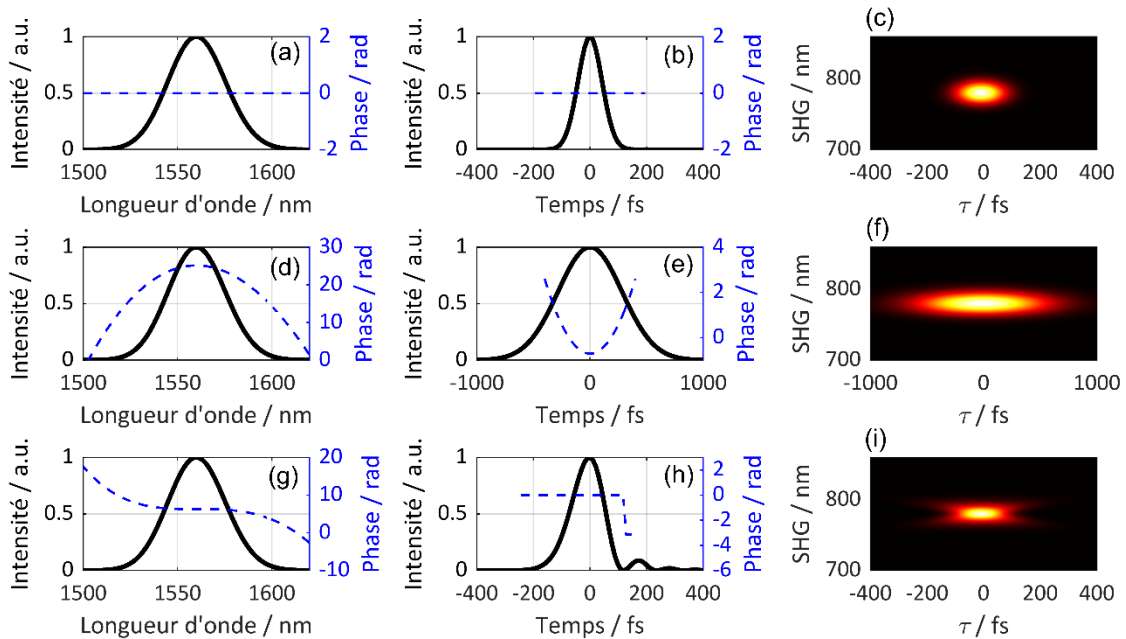 (a)
Intensité / a.u.
1
0.5
0
2
0
-2
Phase / rad
1500 1550 1600
Longueur d'onde / nm
(b)
Intensité / a.u.
1
0.5
0
2
0
-2
Phase / rad
-400 -200 0 200 400
Temps / fs
(c)
SHG / nm
800
700
-400 -200 0 200 400
τ / fs
(d)
Intensité / a.u.
1
0.5
0
30
20
10
0
Phase / rad
1500 1550 1600
Longueur d'onde / nm
(e)
Intensité / a.u.
1
0.5
0
4
2
0
Phase / rad
-1000 0 1000
Temps / fs
(f)
SHG / nm
800
700
-1000 0 1000
τ / fs
(g)
Intensité / a.u.
1
0.5
0
20
10
0
-10
Phase / rad
1500 1550 1600
Longueur d'onde / nm
(h)
Intensité / a.u.
1
0.5
0
2
0
-2
-4
-6
Phase / rad
-400 -200 0 200 400
Temps / fs
(i)
SHG / nm
800
700
-400 -200 0 200 400
τ / fs